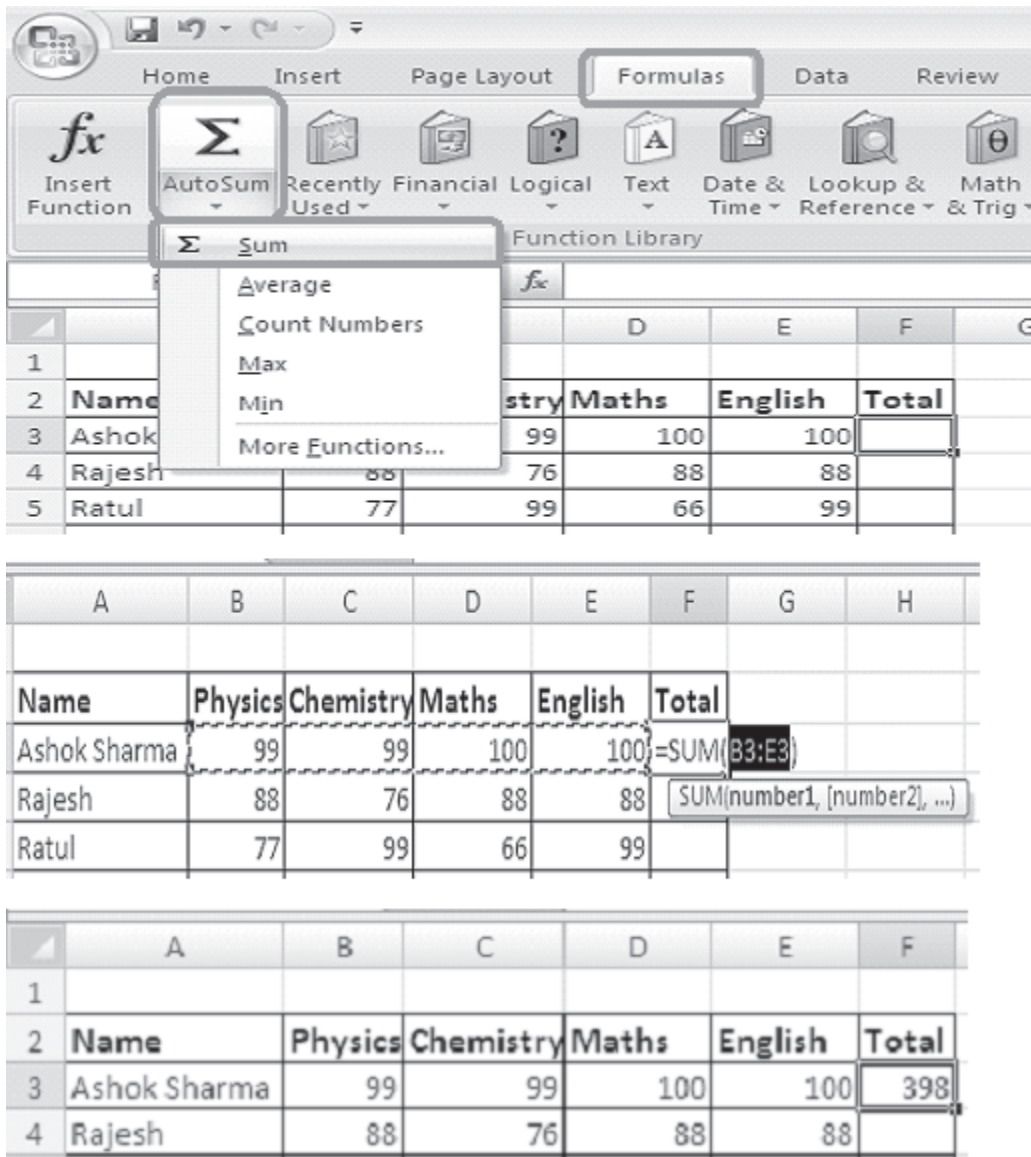 Home Insert Page Layout Formulas Data Review
fx Σ ? A θ
Insert AutoSum Recently Financial Logical Text Date & Lookup & Math
Function Used Time Reference & Trig
Σ Sum Function Library
Average fx
Count Numbers D E F G
1 Max
2 Name Min stry Maths English Total
3 Ashok 99 100 100
More Functions...
4 Rajesh 88 76 88 88
5 Ratul 77 99 66 99
A B C D E F G H
Name Physics Chemistry Maths English Total
Ashok Sharma 99 99 100 100 =SUM(B3:E3)
Rajesh 88 76 88 88 SUM(number1, [number2], ...)
Ratul 77 99 66 99
A B C D E F
1
2 Name Physics Chemistry Maths English Total
3 Ashok Sharma 99 99 100 100 398
4 Rajesh 88 76 88 88